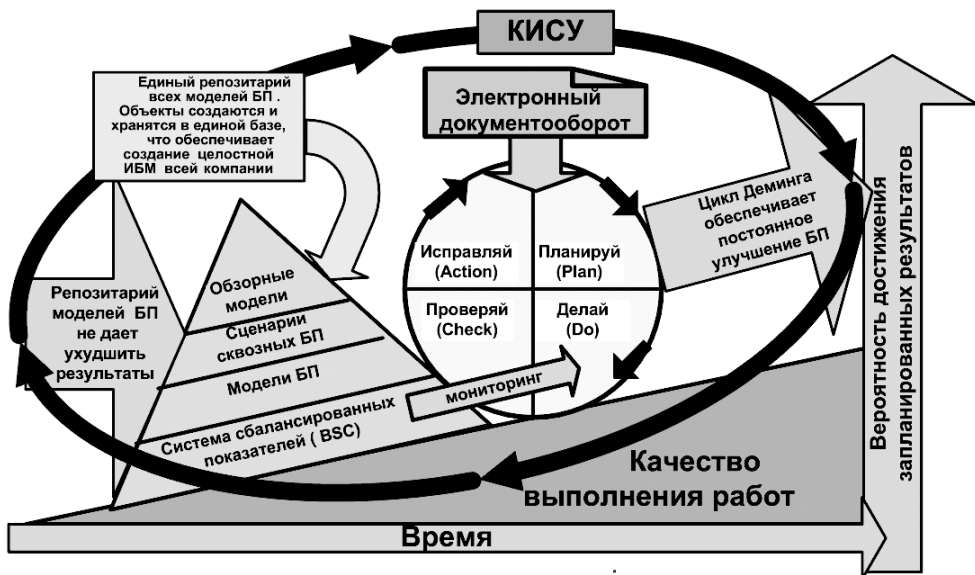 КИСУ
Единый репозитарий
всех моделей БП .
Объекты создаются и
хранятся в единой базе,
что обеспечивает
создание целостной
ИБМ всей компании
Электронный
документооборот
Исправляй
(Action)
Планируй
(Plan)
Проверяй
(Check)
Делай
(Do)
Цикл Деминга
обеспечивает
постоянное
улучшение БП
Вероятность достижения
запланированных результатов
Репозитарий
моделей БП
не дает
ухудшить
результаты
Обзорные
модели
Сценарии
сквозных БП
Модели БП
Система сбалансированных
показателей ( BSC)
мониторинг
Качество
выполнения работ
Время